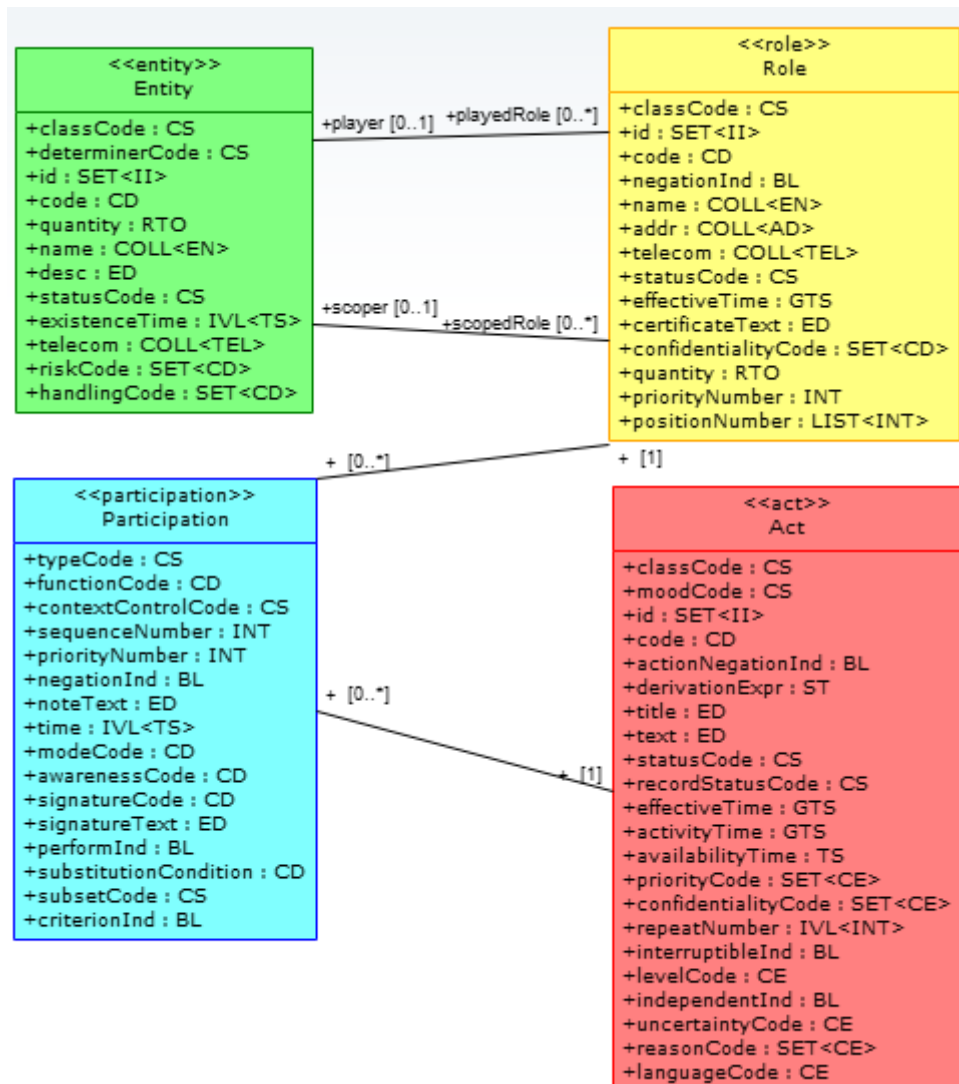 <<entity>>
Entity
+classCode : CS
+determinerCode : CS
+id : SET<II>
+code : CD
+quantity : RTO
+name : COLL<EN>
+desc : ED
+statusCode : CS
+existenceTime : IVL<TS>
+telecom : COLL<TEL>
+riskCode : SET<CD>
+handlingCode : SET<CD>
+player [0..1]
+playedRole [0..*]
+scoper [0..1]
+scopedRole [0..*]
<<role>>
Role
+classCode : CS
+id : SET<II>
+code : CD
+negationInd : BL
+name : COLL<EN>
+addr : COLL<AD>
+telecom : COLL<TEL>
+statusCode : CS
+effectiveTime : GTS
+certificateText : ED
+confidentialityCode : SET<CD>
+quantity : RTO
+priorityNumber : INT
+positionNumber : LIST<INT>
+ [0..*]
+ [1]
<<participation>>
Participation
+typeCode : CS
+functionCode : CD
+contextControlCode : CS
+sequenceNumber : INT
+priorityNumber : INT
+negationInd : BL
+noteText : ED
+time : IVL<TS>
+modeCode : CD
+awarenessCode : CD
+signatureCode : CD
+signatureText : ED
+performInd : BL
+substitutionCondition : CD
+subsetCode : CS
+criterionInd : BL
+ [0..*]
+ [1]
<<act>>
Act
+classCode : CS
+moodCode : CS
+id : SET<II>
+code : CD
+actionNegationInd : BL
+derivationExpr : ST
+title : ED
+text : ED
+statusCode : CS
+recordStatusCode : CS
+effectiveTime : GTS
+activityTime : GTS
+availabilityTime : TS
+priorityCode : SET<CE>
+confidentialityCode : SET<CE>
+repeatNumber : IVL<INT>
+interruptibleInd : BL
+levelCode : CE
+independentInd : BL
+uncertaintyCode : CE
+reasonCode : SET<CE>
+languageCode : CE